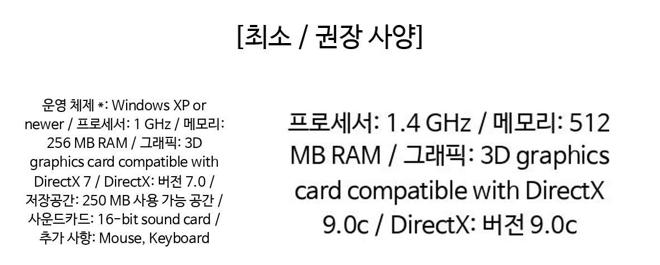 [최소 / 권장 사양]
운영 체제 *: Windows XP or
newer / 프로세서: 1 GHz / 메모리:
256 MB RAM / 그래픽: 3D
graphics card compatible with
DirectX 7 / DirectX: 버전 7.0 /
저장공간: 250 MB 사용 가능 공간 /
사운드카드: 16-bit sound card /
추가 사항: Mouse, Keyboard
프로세서: 1.4 GHz / 메모리: 512
MB RAM / 그래픽: 3D graphics
card compatible with DirectX
9.0c / DirectX: 버전 9.0c